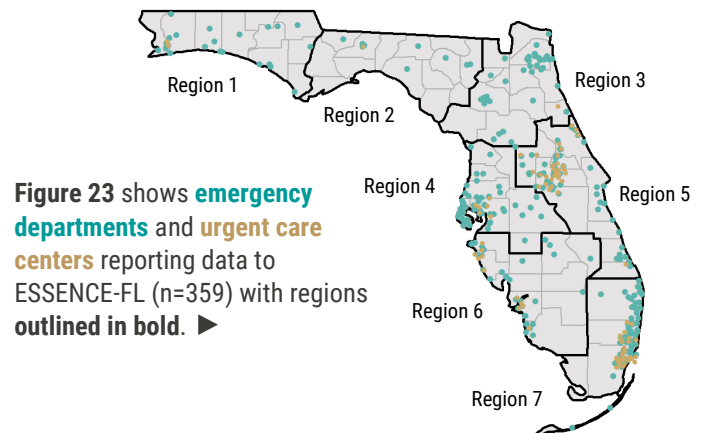 Region 1
Region 2
Region 3
Region 4
Region 5
Region 6
Region 7
Figure 23 shows emergency
departments and urgent care
centers reporting data to
ESSENCE-FL (n=359) with regions
outlined in bold. ►